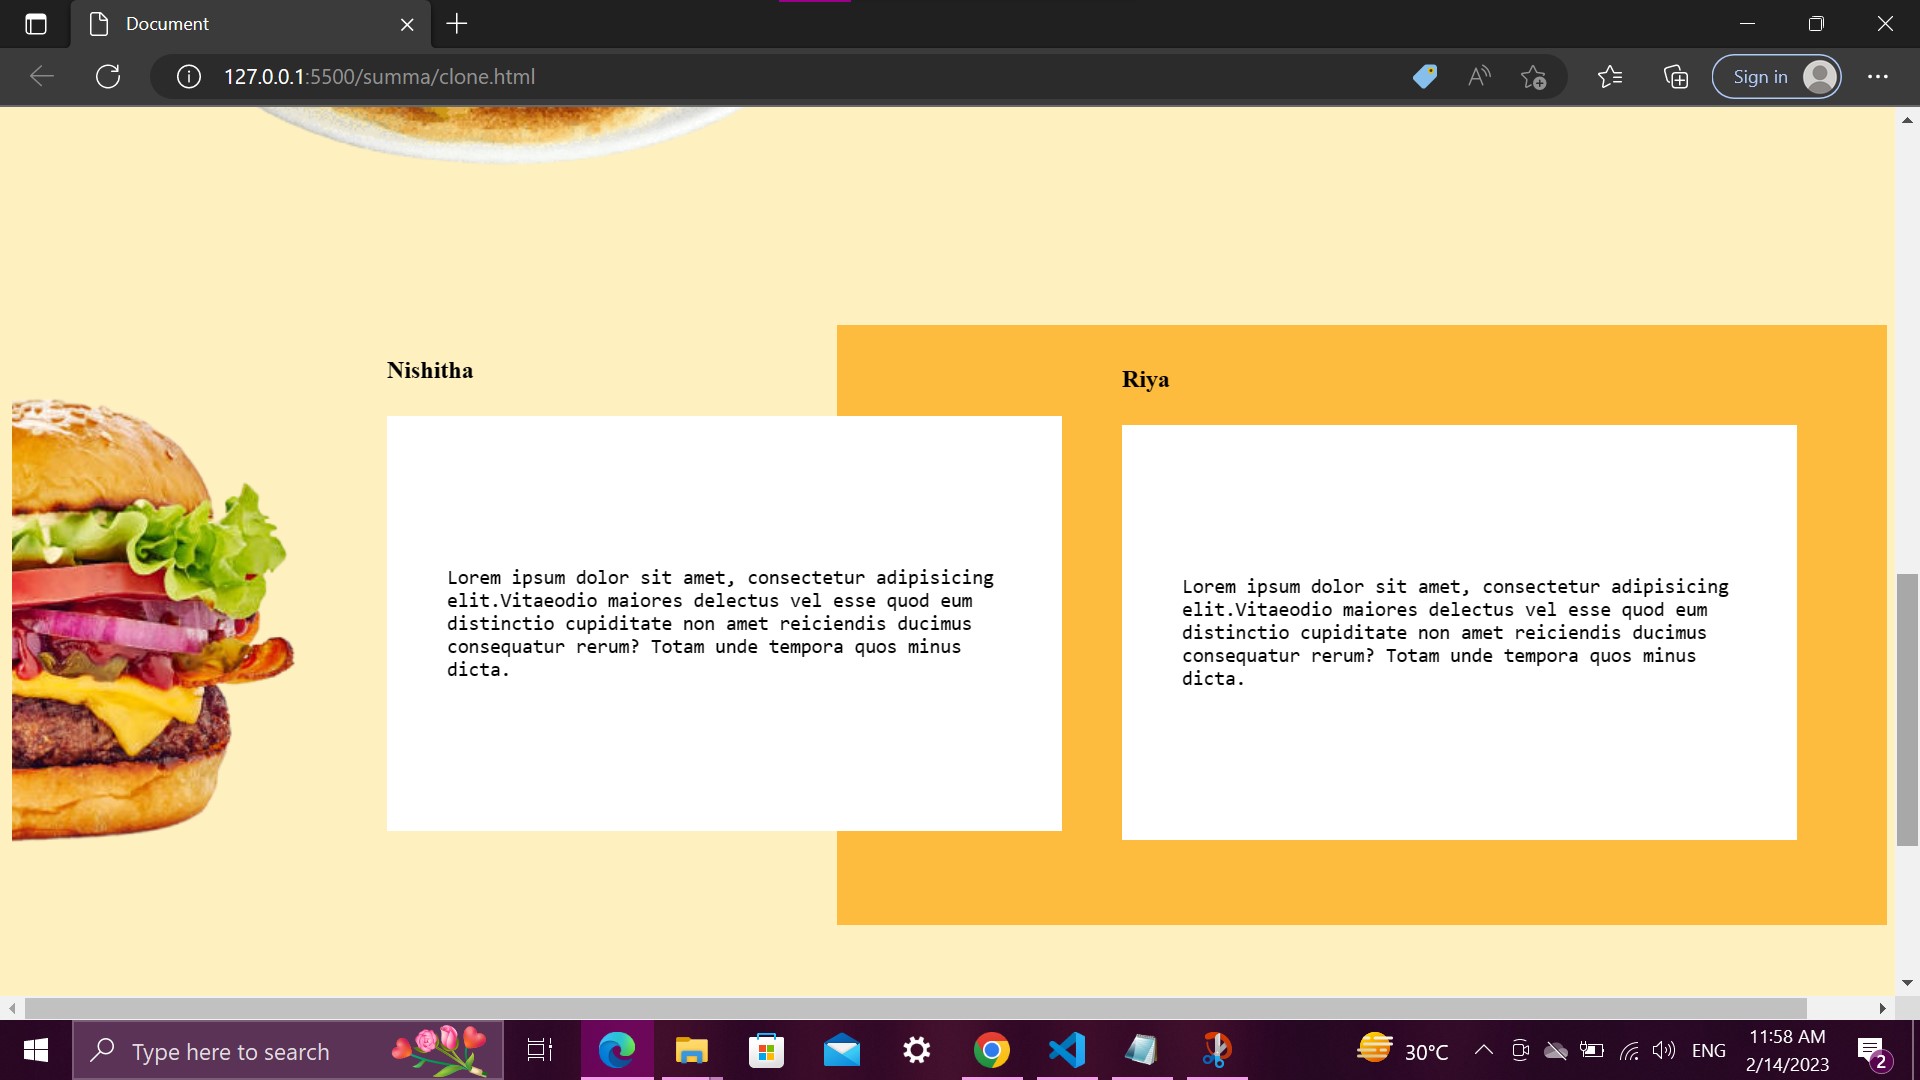 Document
127.0.0.1:5500/summa/clone.html
Sign in
Nishitha
Lorem ipsum dolor sit amet, consectetur adipisicing
elit.Vitaeodio maiores delectus vel esse quod eum
distinctio cupiditate non amet reiciendis ducimus
consequatur rerum? Totam unde tempora quos minus
dicta.
Riya
Lorem ipsum dolor sit amet, consectetur adipisicing
elit.Vitaeodio maiores delectus vel esse quod eum
distinctio cupiditate non amet reiciendis ducimus
consequatur rerum? Totam unde tempora quos minus
dicta.
Type here to search
30°C
ENG
11:58 AM
2/14/2023
2